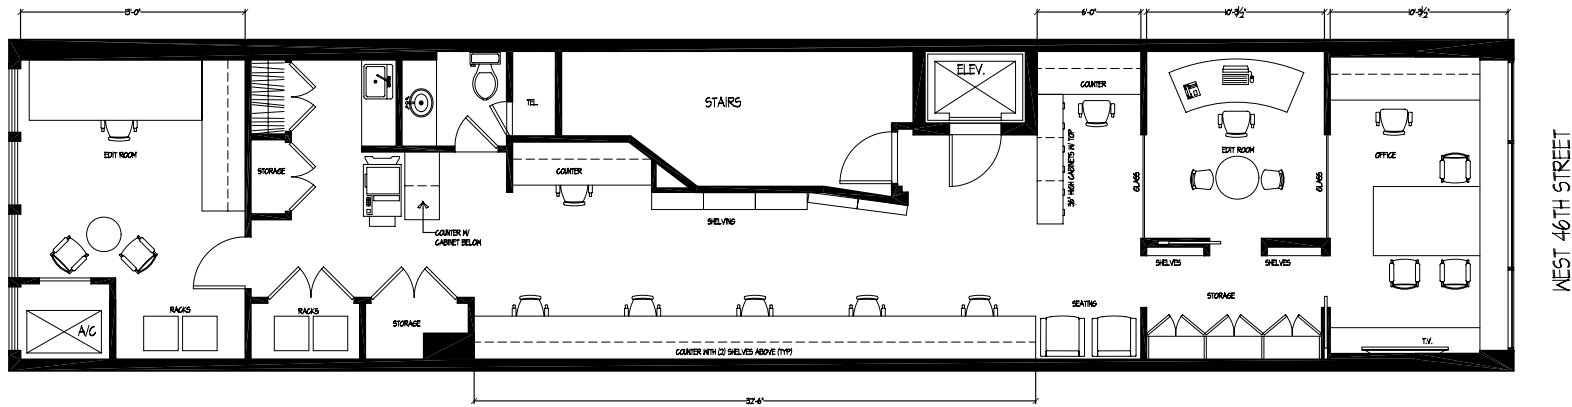 13'-0"
6'-0"
10'-3½"
10'-3½"
ELEV.
STAIRS
TEL.
COUNTER
EDIT ROOM
EDIT ROOM
OFFICE
STORAGE
COUNTER
36" HIGH CABINETS W/ TOP
GLASS
GLASS
SHELVING
COUNTER W/
CABINET BELOW
SHELVES
SHELVES
WEST 46TH STREET
RACKS
RACKS
STORAGE
SEATING
STORAGE
A/C
T.V.
COUNTER WITH (2) SHELVES ABOVE (TYP)
32'-6"